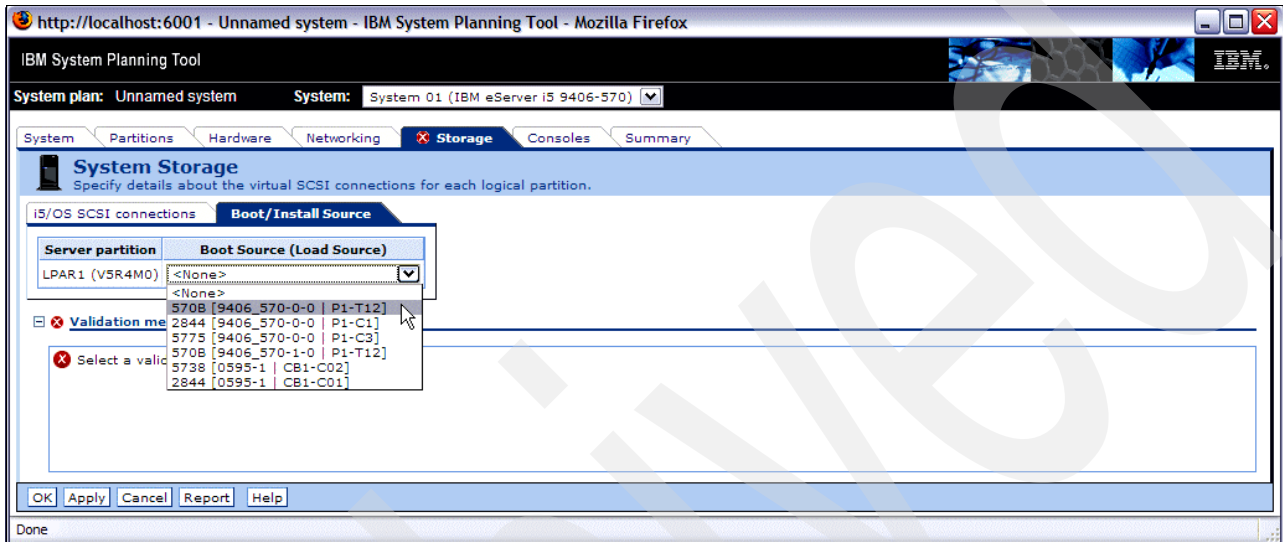 http://localhost:6001 - Unnamed system - IBM System Planning Tool - Mozilla Firefox
IBM System Planning Tool
IBM.
System plan: Unnamed system System: System 01 (IBM eServer i5 9406-570)
System Partitions Hardware Networking Storage Consoles Summary
System Storage
Specify details about the virtual SCSI connections for each logical partition.
i5/OS SCSI connections Boot/Install Source
Server partition Boot Source (Load Source)
LPAR1 (V5R4M0) <None>
<None>
570B [9406_570-0-0 | P1-T12]
2844 [9406_570-0-0 | P1-C1]
Validation me
5775 [9406_570-0-0 | P1-C3]
570B [9406_570-1-0 | P1-T12]
Select a valid
5738 [0595-1 | CB1-C02]
2844 [0595-1 | CB1-C01]
OK Apply Cancel Report Help
Done